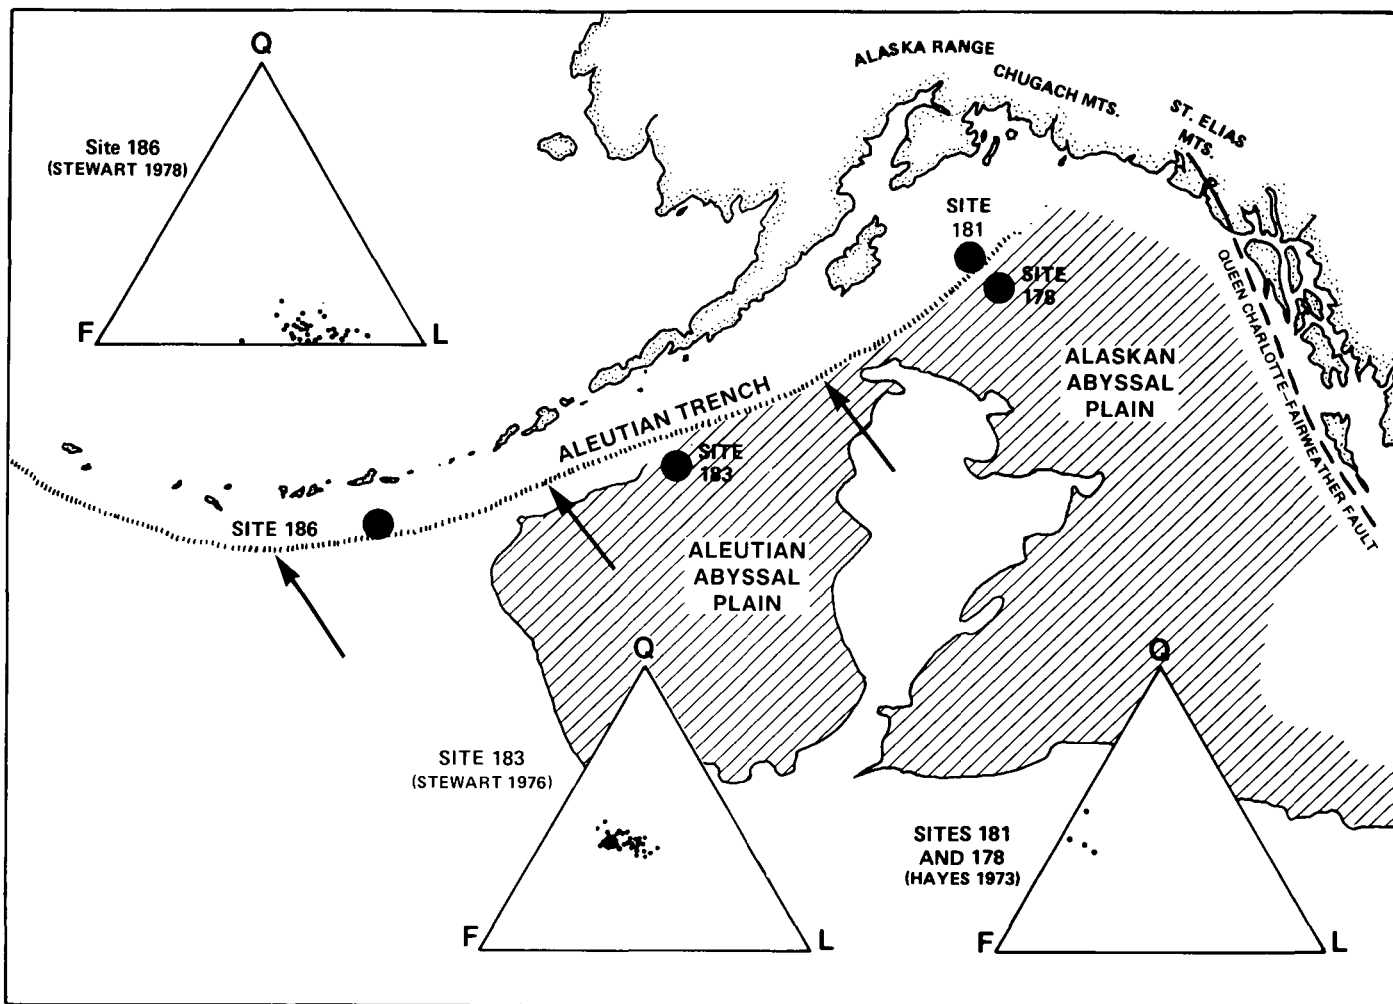 Q
Site 186
(STEWART 1978)
F
L
ALASKA RANGE
CHUGACH MTS.
ST. ELIAS
MTS.
SITE
181
SITE
178
QUEEN CHARLOTTE–FAIRWEATHER FAULT
ALASKAN
ABYSSAL
PLAIN
ALEUTIAN TRENCH
SITE
183
SITE 186
ALEUTIAN
ABYSSAL
PLAIN
Q
SITE 183
(STEWART 1976)
F
L
Q
SITES 181
AND 178
(HAYES 1973)
F
L